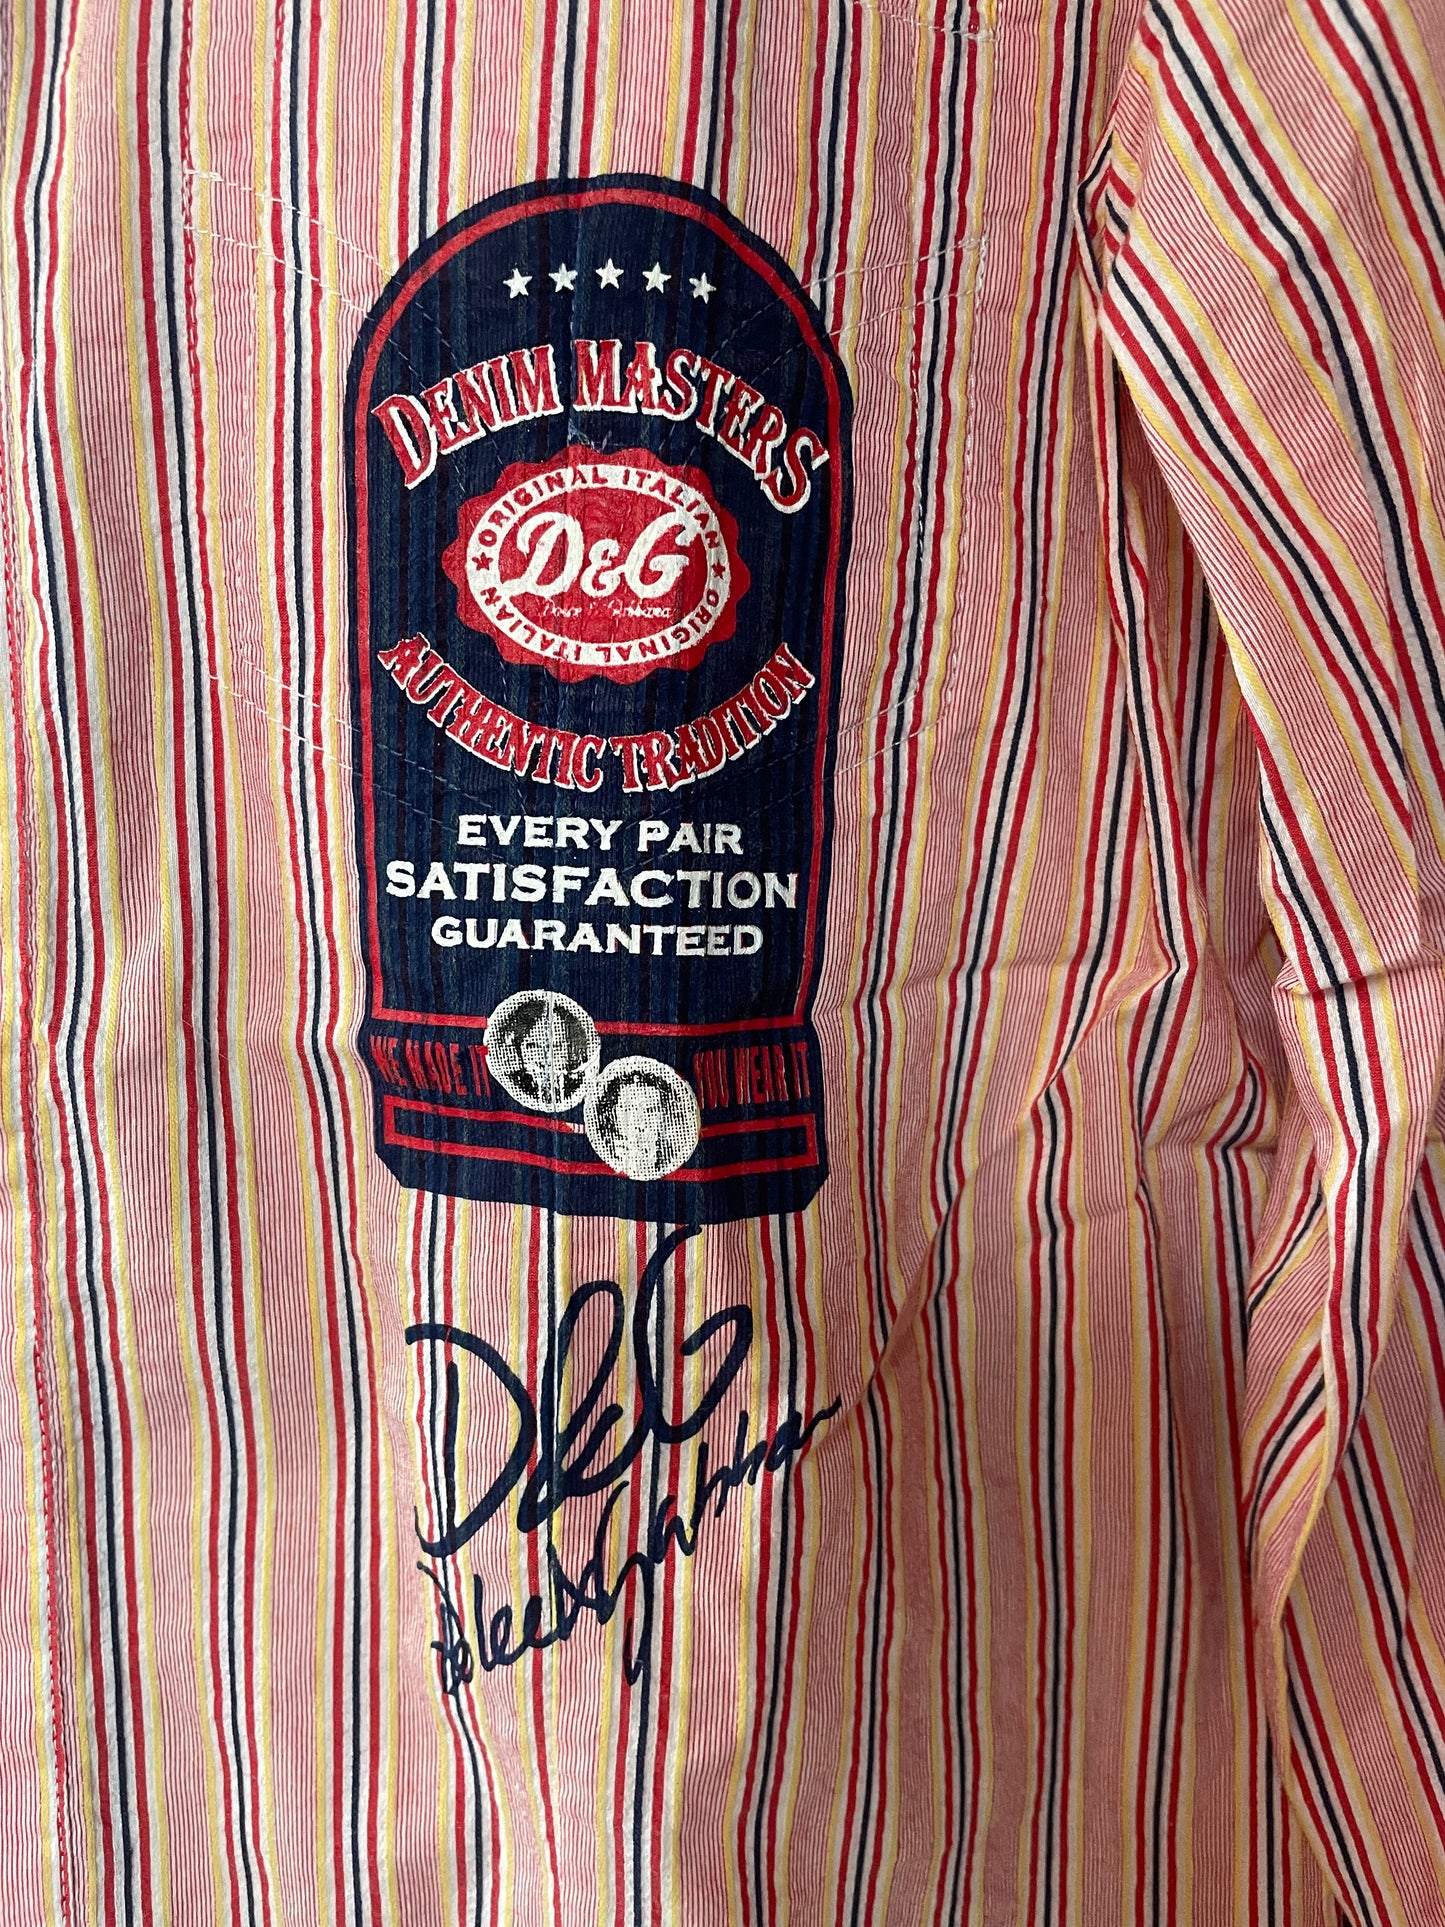 DENIM MASTERS
ORIGINAL ITALIAN
D&G
ORIGINAL ITALIAN
AUTHENTIC TRADITION
EVERY PAIR
SATISFACTION
GUARANTEED
WE MADE IT
YOU WEAR IT
D&G